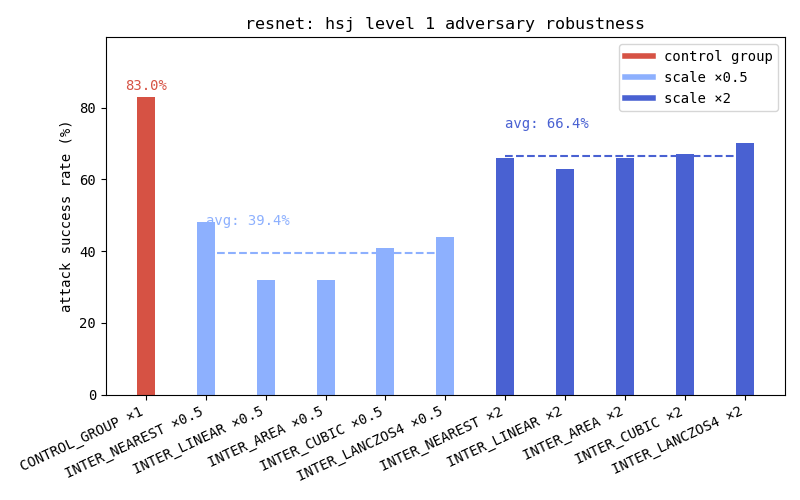 resnet: hsj level 1 adversary robustness
control group
scale ×0.5
scale ×2
83.0%
avg: 39.4%
avg: 66.4%
attack success rate (%)
80
60
40
20
0
CONTROL_GROUP ×1
INTER_NEAREST ×0.5
INTER_LINEAR ×0.5
INTER_AREA ×0.5
INTER_CUBIC ×0.5
INTER_LANCZOS4 ×0.5
INTER_NEAREST ×2
INTER_LINEAR ×2
INTER_AREA ×2
INTER_CUBIC ×2
INTER_LANCZOS4 ×2